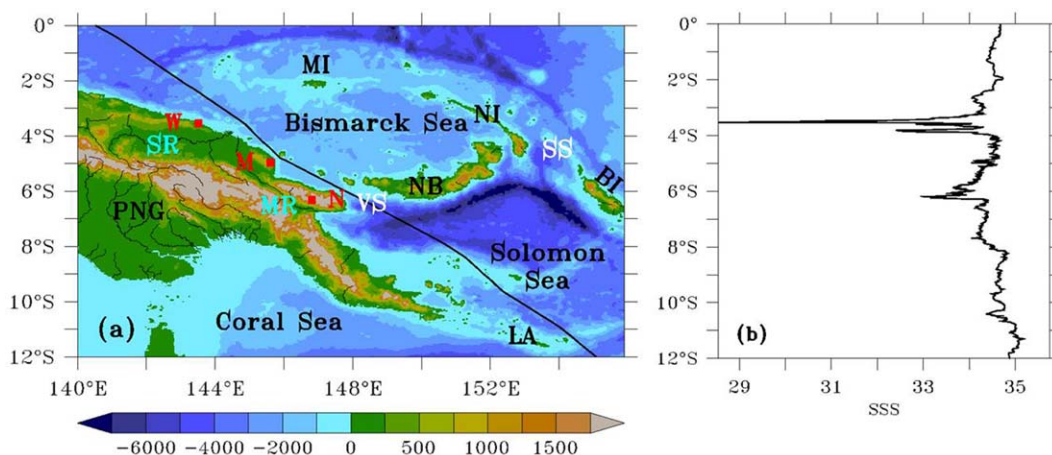 0°
2°S
4°S
6°S
8°S
10°S
12°S
140°E
144°E
148°E
152°E
MI
Bismarck Sea
NI
W
SR
M
SS
BI
NB
MR
N
VS
PNG
Solomon
Sea
Coral Sea
LA
(a)
−6000
−4000
−2000
0
500
1000
1500
0°
2°S
4°S
6°S
8°S
10°S
12°S
(b)
29
31
33
35
SSS